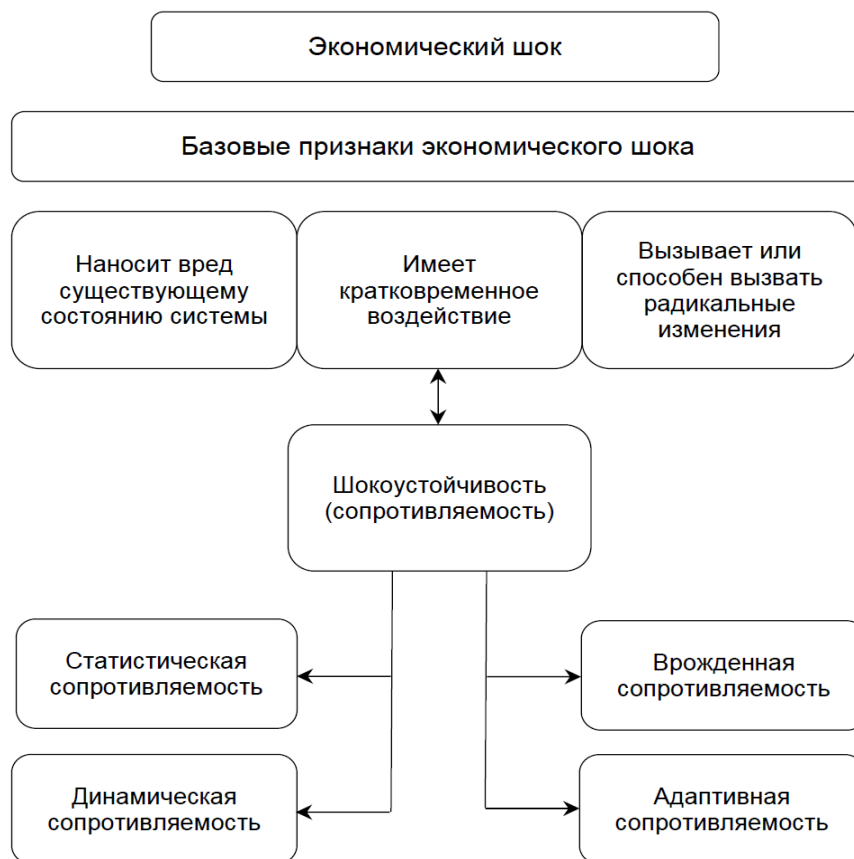 Экономический шок
Базовые признаки экономического шока
Наносит вред
существующему
состоянию системы
Имеет
кратковременное
воздействие
Вызывает или
способен вызвать
радикальные
изменения
Шокоустойчивость
(сопротивляемость)
Статистическая
сопротивляемость
Врожденная
сопротивляемость
Динамическая
сопротивляемость
Адаптивная
сопротивляемость